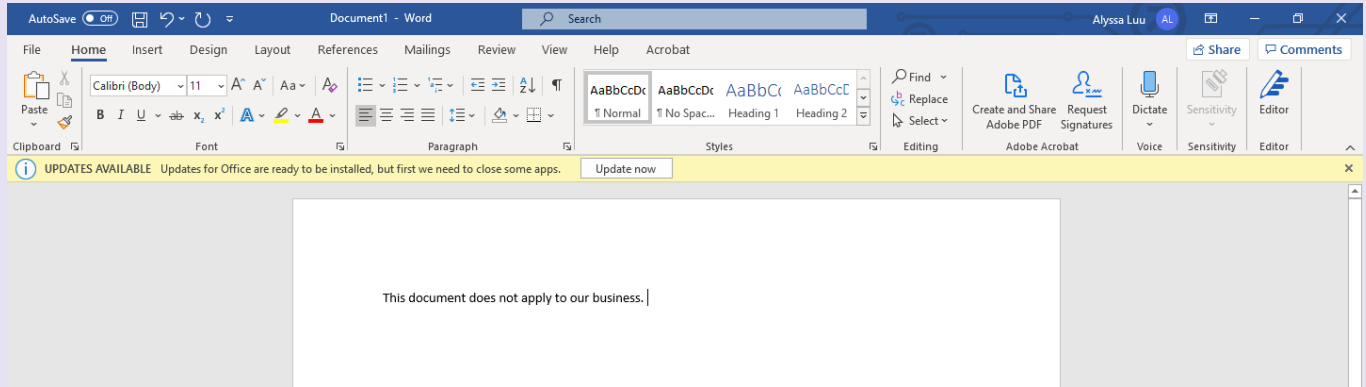 AutoSave Off Document1 - Word Search Alyssa Luu AL
File Home Insert Design Layout References Mailings Review View Help Acrobat Share Comments
Calibri (Body) 11 A A Aa A ¶ AaBbCcDc AaBbCcDc AaBbCc AaBbCcC Find
Paste B I U ab x₂ x² A A ¶ Normal ¶ No Spac... Heading 1 Heading 2 Replace Create and Share Request Dictate Sensitivity Editor
Select Adobe PDF Signatures
Clipboard Font Paragraph Styles Editing Adobe Acrobat Voice Sensitivity Editor
UPDATES AVAILABLE Updates for Office are ready to be installed, but first we need to close some apps. Update now
This document does not apply to our business.